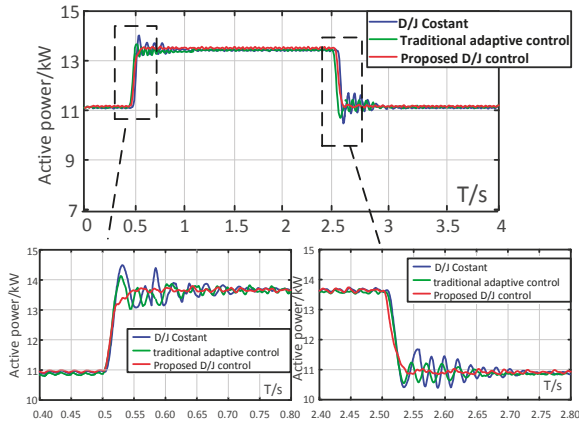 D/J Costant
Traditional adaptive control
Proposed D/J control
Active power/kW
15
13
11
9
7
0
0.5
1
1.5
2
2.5
3
3.5
4
T/s
Active power/kW
15
14
13
12
11
10
D/J Costant
traditional adaptive control
Proposed D/J control
T/s
0.40 0.45 0.5 0.55 0.60 0.65 0.70 0.75 0.80
Active power/kW
15
14
13
12
11
10
D/J Costant
traditional adaptive control
Proposed D/J control
T/s
2.40 2.45 2.50 2.55 2.60 2.65 2.70 2.75 2.80